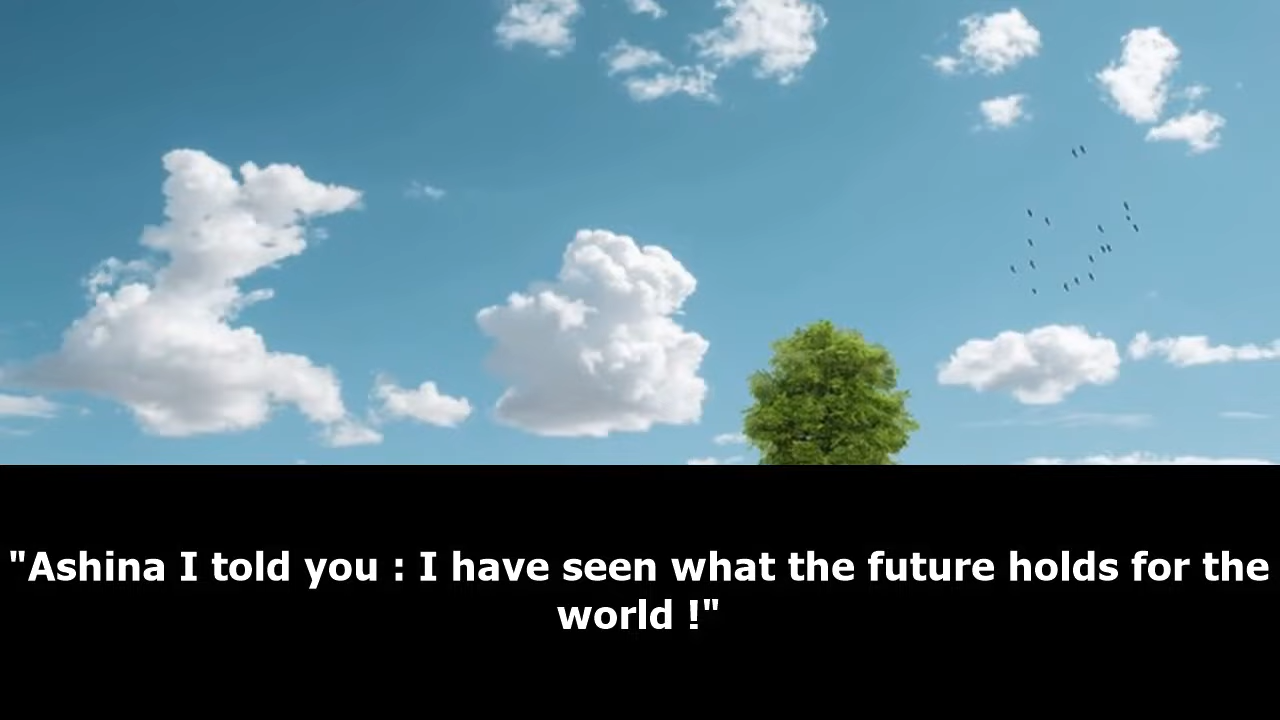 "Ashina I told you : I have seen what the future holds for the
world !"